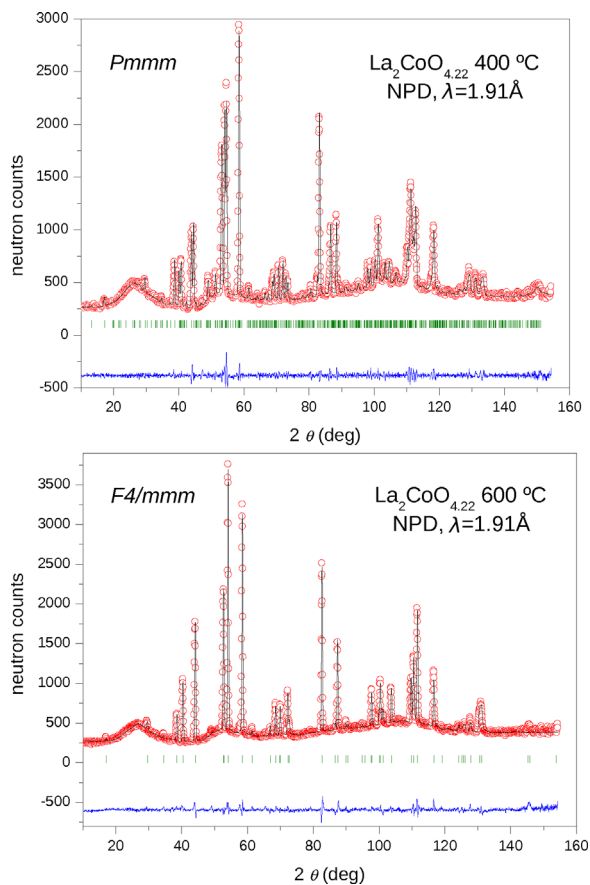 3000
2500
2000
1500
1000
500
0
-500
neutron counts
Pmmm
La₂CoO₄.₂₂ 400 ºC
NPD, λ=1.91Å
20 40 60 80 100 120 140 160
2 θ (deg)
3500
3000
2500
2000
1500
1000
500
0
-500
neutron counts
F4/mmm
La₂CoO₄.₂₂ 600 ºC
NPD, λ=1.91Å
20 40 60 80 100 120 140 160
2 θ (deg)